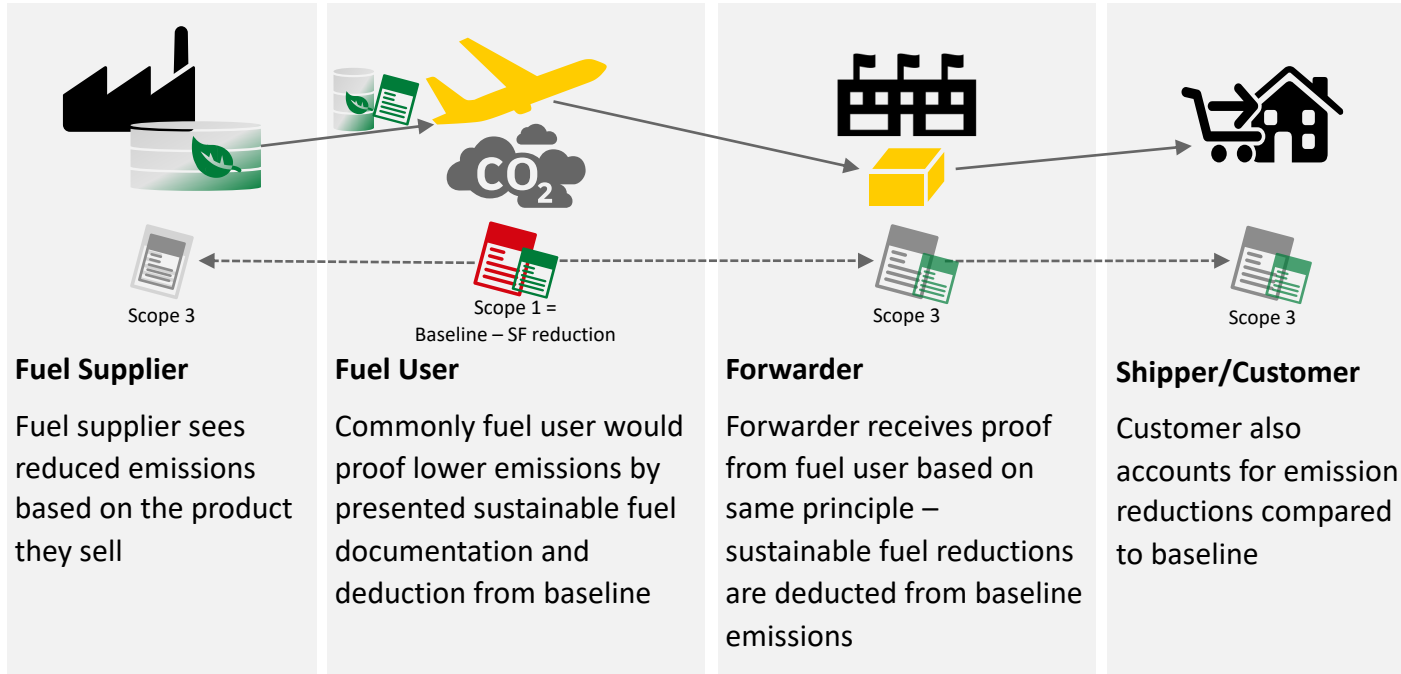 CO2
Scope 3
Scope 1 =
Baseline – SF reduction
Scope 3
Scope 3
Fuel Supplier
Fuel supplier sees
reduced emissions
based on the product
they sell
Fuel User
Commonly fuel user would
proof lower emissions by
presented sustainable fuel
documentation and
deduction from baseline
Forwarder
Forwarder receives proof
from fuel user based on
same principle –
sustainable fuel reductions
are deducted from baseline
emissions
Shipper/Customer
Customer also
accounts for emission
reductions compared
to baseline